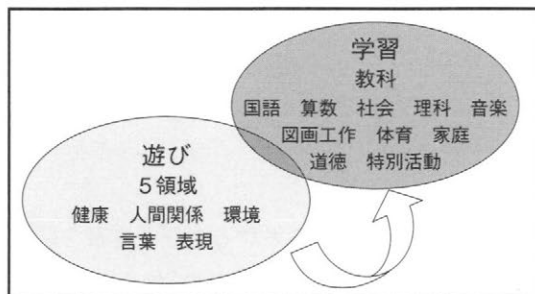 学習
教科
国語 算数 社会 理科 音楽
図画工作 体育 家庭
道徳 特別活動
遊び
5領域
健康 人間関係 環境
言葉 表現